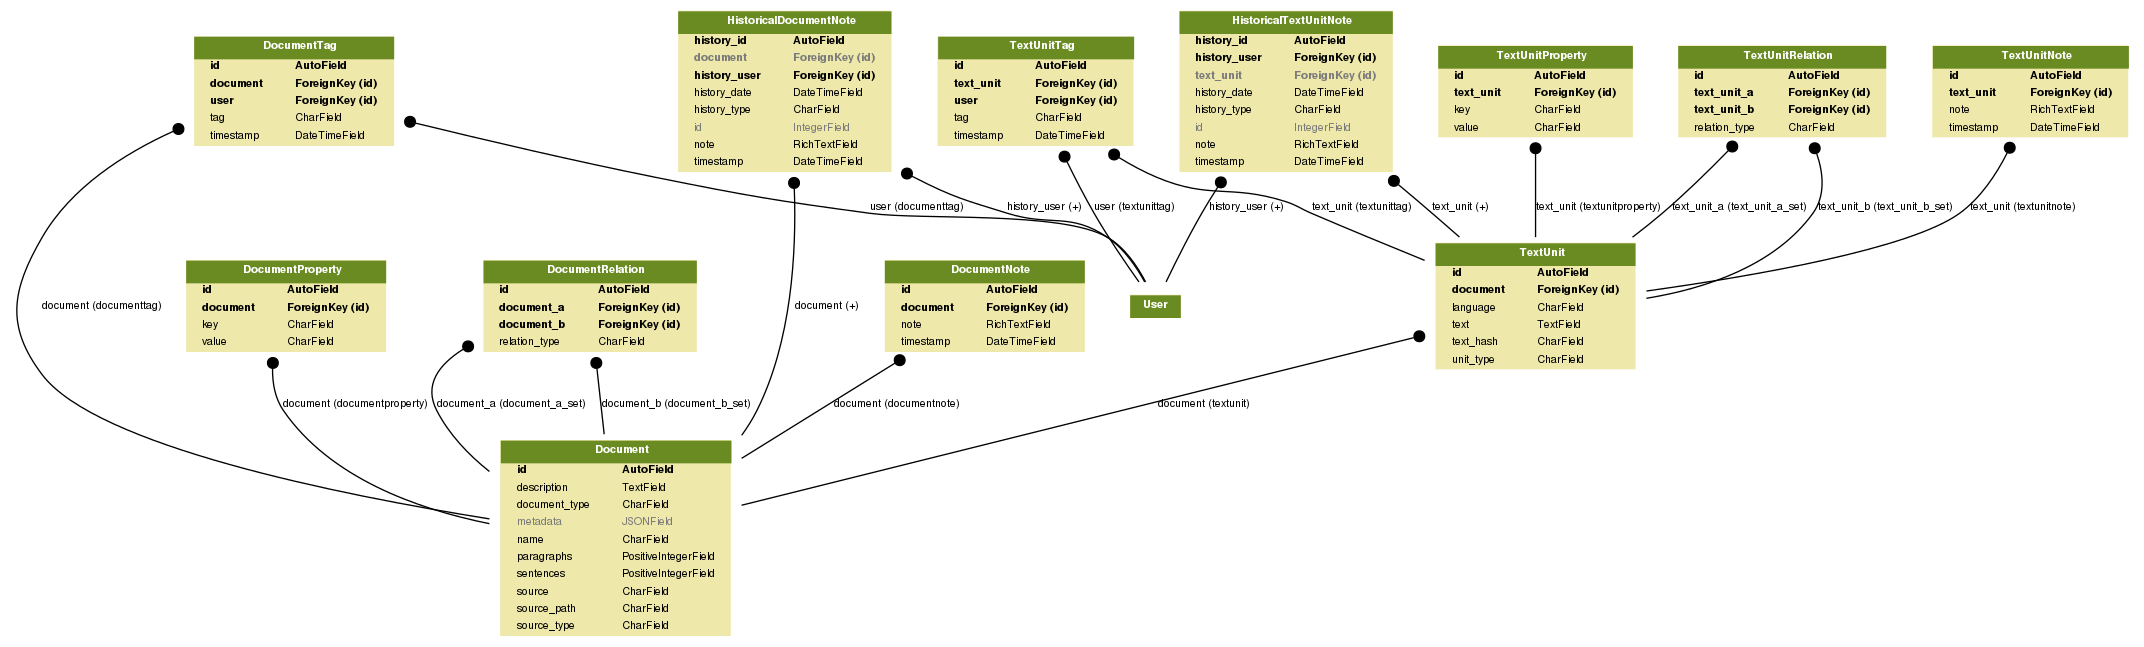 DocumentTag
id AutoField
document ForeignKey (id)
user ForeignKey (id)
tag CharField
timestamp DateTimeField
HistoricalDocumentNote
history_id AutoField
document ForeignKey (id)
history_user ForeignKey (id)
history_date DateTimeField
history_type CharField
id IntegerField
note RichTextField
timestamp DateTimeField
TextUnitTag
id AutoField
text_unit ForeignKey (id)
user ForeignKey (id)
tag CharField
timestamp DateTimeField
HistoricalTextUnitNote
history_id AutoField
history_user ForeignKey (id)
text_unit ForeignKey (id)
history_date DateTimeField
history_type CharField
id IntegerField
note RichTextField
timestamp DateTimeField
TextUnitProperty
id AutoField
text_unit ForeignKey (id)
key CharField
value CharField
TextUnitRelation
id AutoField
text_unit_a ForeignKey (id)
text_unit_b ForeignKey (id)
relation_type CharField
TextUnitNote
id AutoField
text_unit ForeignKey (id)
note RichTextField
timestamp DateTimeField
user (documenttag)
history_user (+)
user (textunittag)
history_user (+)
text_unit (textunittag)
text_unit (+)
text_unit (textunitproperty)
text_unit_a (text_unit_a_set)
text_unit_b (text_unit_b_set)
text_unit (textunitnote)
document (documenttag)
DocumentProperty
id AutoField
document ForeignKey (id)
key CharField
value CharField
DocumentRelation
id AutoField
document_a ForeignKey (id)
document_b ForeignKey (id)
relation_type CharField
document (+)
DocumentNote
id AutoField
document ForeignKey (id)
note RichTextField
timestamp DateTimeField
User
TextUnit
id AutoField
document ForeignKey (id)
language CharField
text TextField
text_hash CharField
unit_type CharField
document (documentproperty)
document_a (document_a_set)
document_b (document_b_set)
document (documentnote)
document (textunit)
Document
id AutoField
description TextField
document_type CharField
metadata JSONField
name CharField
paragraphs PositiveIntegerField
sentences PositiveIntegerField
source CharField
source_path CharField
source_type CharField